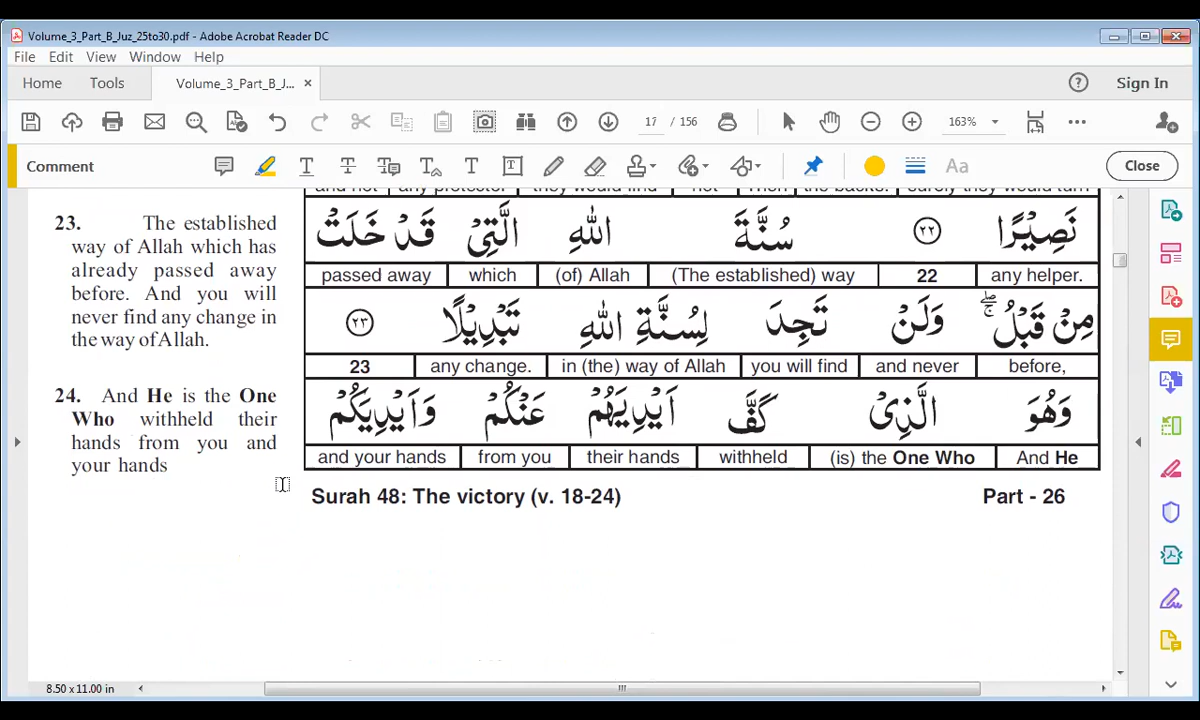 Volume_3_Part_B_Juz_25to30.pdf - Adobe Acrobat Reader DC
File Edit View Window Help
Home Tools Volume_3_Part_B_J... × Sign In
17 / 156 163%
Comment Close
23. The established
way of Allah which has
already passed away
before. And you will
never find any change in
the way of Allah.
24. And He is the One
Who withheld their
hands from you and
your hands
نَصِيْرًا ٢٢ سُنَّةَ اللّٰهِ الَّتِيْ قَدْ خَلَتْ
passed away which (of) Allah (The established) way 22 any helper.
مِنْ قَبْلُ ۖۚ وَلَنْ تَجِدَ لِسُنَّةِ اللّٰهِ تَبْدِيْلًا ٢٣
23 any change. in (the) way of Allah you will find and never before,
وَهُوَ الَّذِيْ كَفَّ اَيْدِيَهُمْ عَنْكُمْ وَاَيْدِيَكُمْ
and your hands from you their hands withheld (is) the One Who And He
Surah 48: The victory (v. 18-24) Part - 26
8.50 x 11.00 in